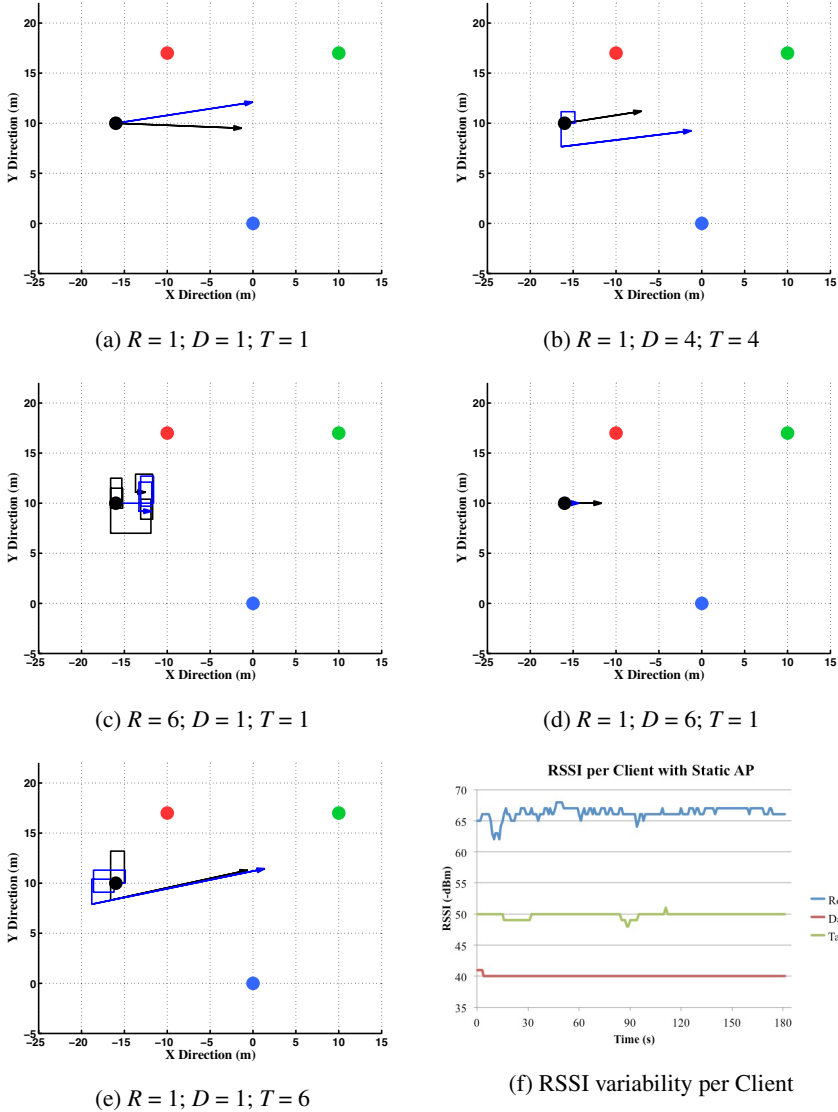 20
15
10
5
0
−5
−25 −20 −15 −10 −5 0 5 10 15
Y Direction (m)
X Direction (m)
(a) R = 1; D = 1; T = 1
20
15
10
5
0
−5
−25 −20 −15 −10 −5 0 5 10 15
Y Direction (m)
X Direction (m)
(b) R = 1; D = 4; T = 4
20
15
10
5
0
−5
−25 −20 −15 −10 −5 0 5 10 15
Y Direction (m)
X Direction (m)
(c) R = 6; D = 1; T = 1
20
15
10
5
0
−5
−25 −20 −15 −10 −5 0 5 10 15
Y Direction (m)
X Direction (m)
(d) R = 1; D = 6; T = 1
20
15
10
5
0
−5
−25 −20 −15 −10 −5 0 5 10 15
Y Direction (m)
X Direction (m)
(e) R = 1; D = 1; T = 6
RSSI per Client with Static AP
70
65
60
55
50
45
40
35
RSSI (-dBm)
0 30 60 90 120 150 180
Time (s)
Da
Ta
(f) RSSI variability per Client